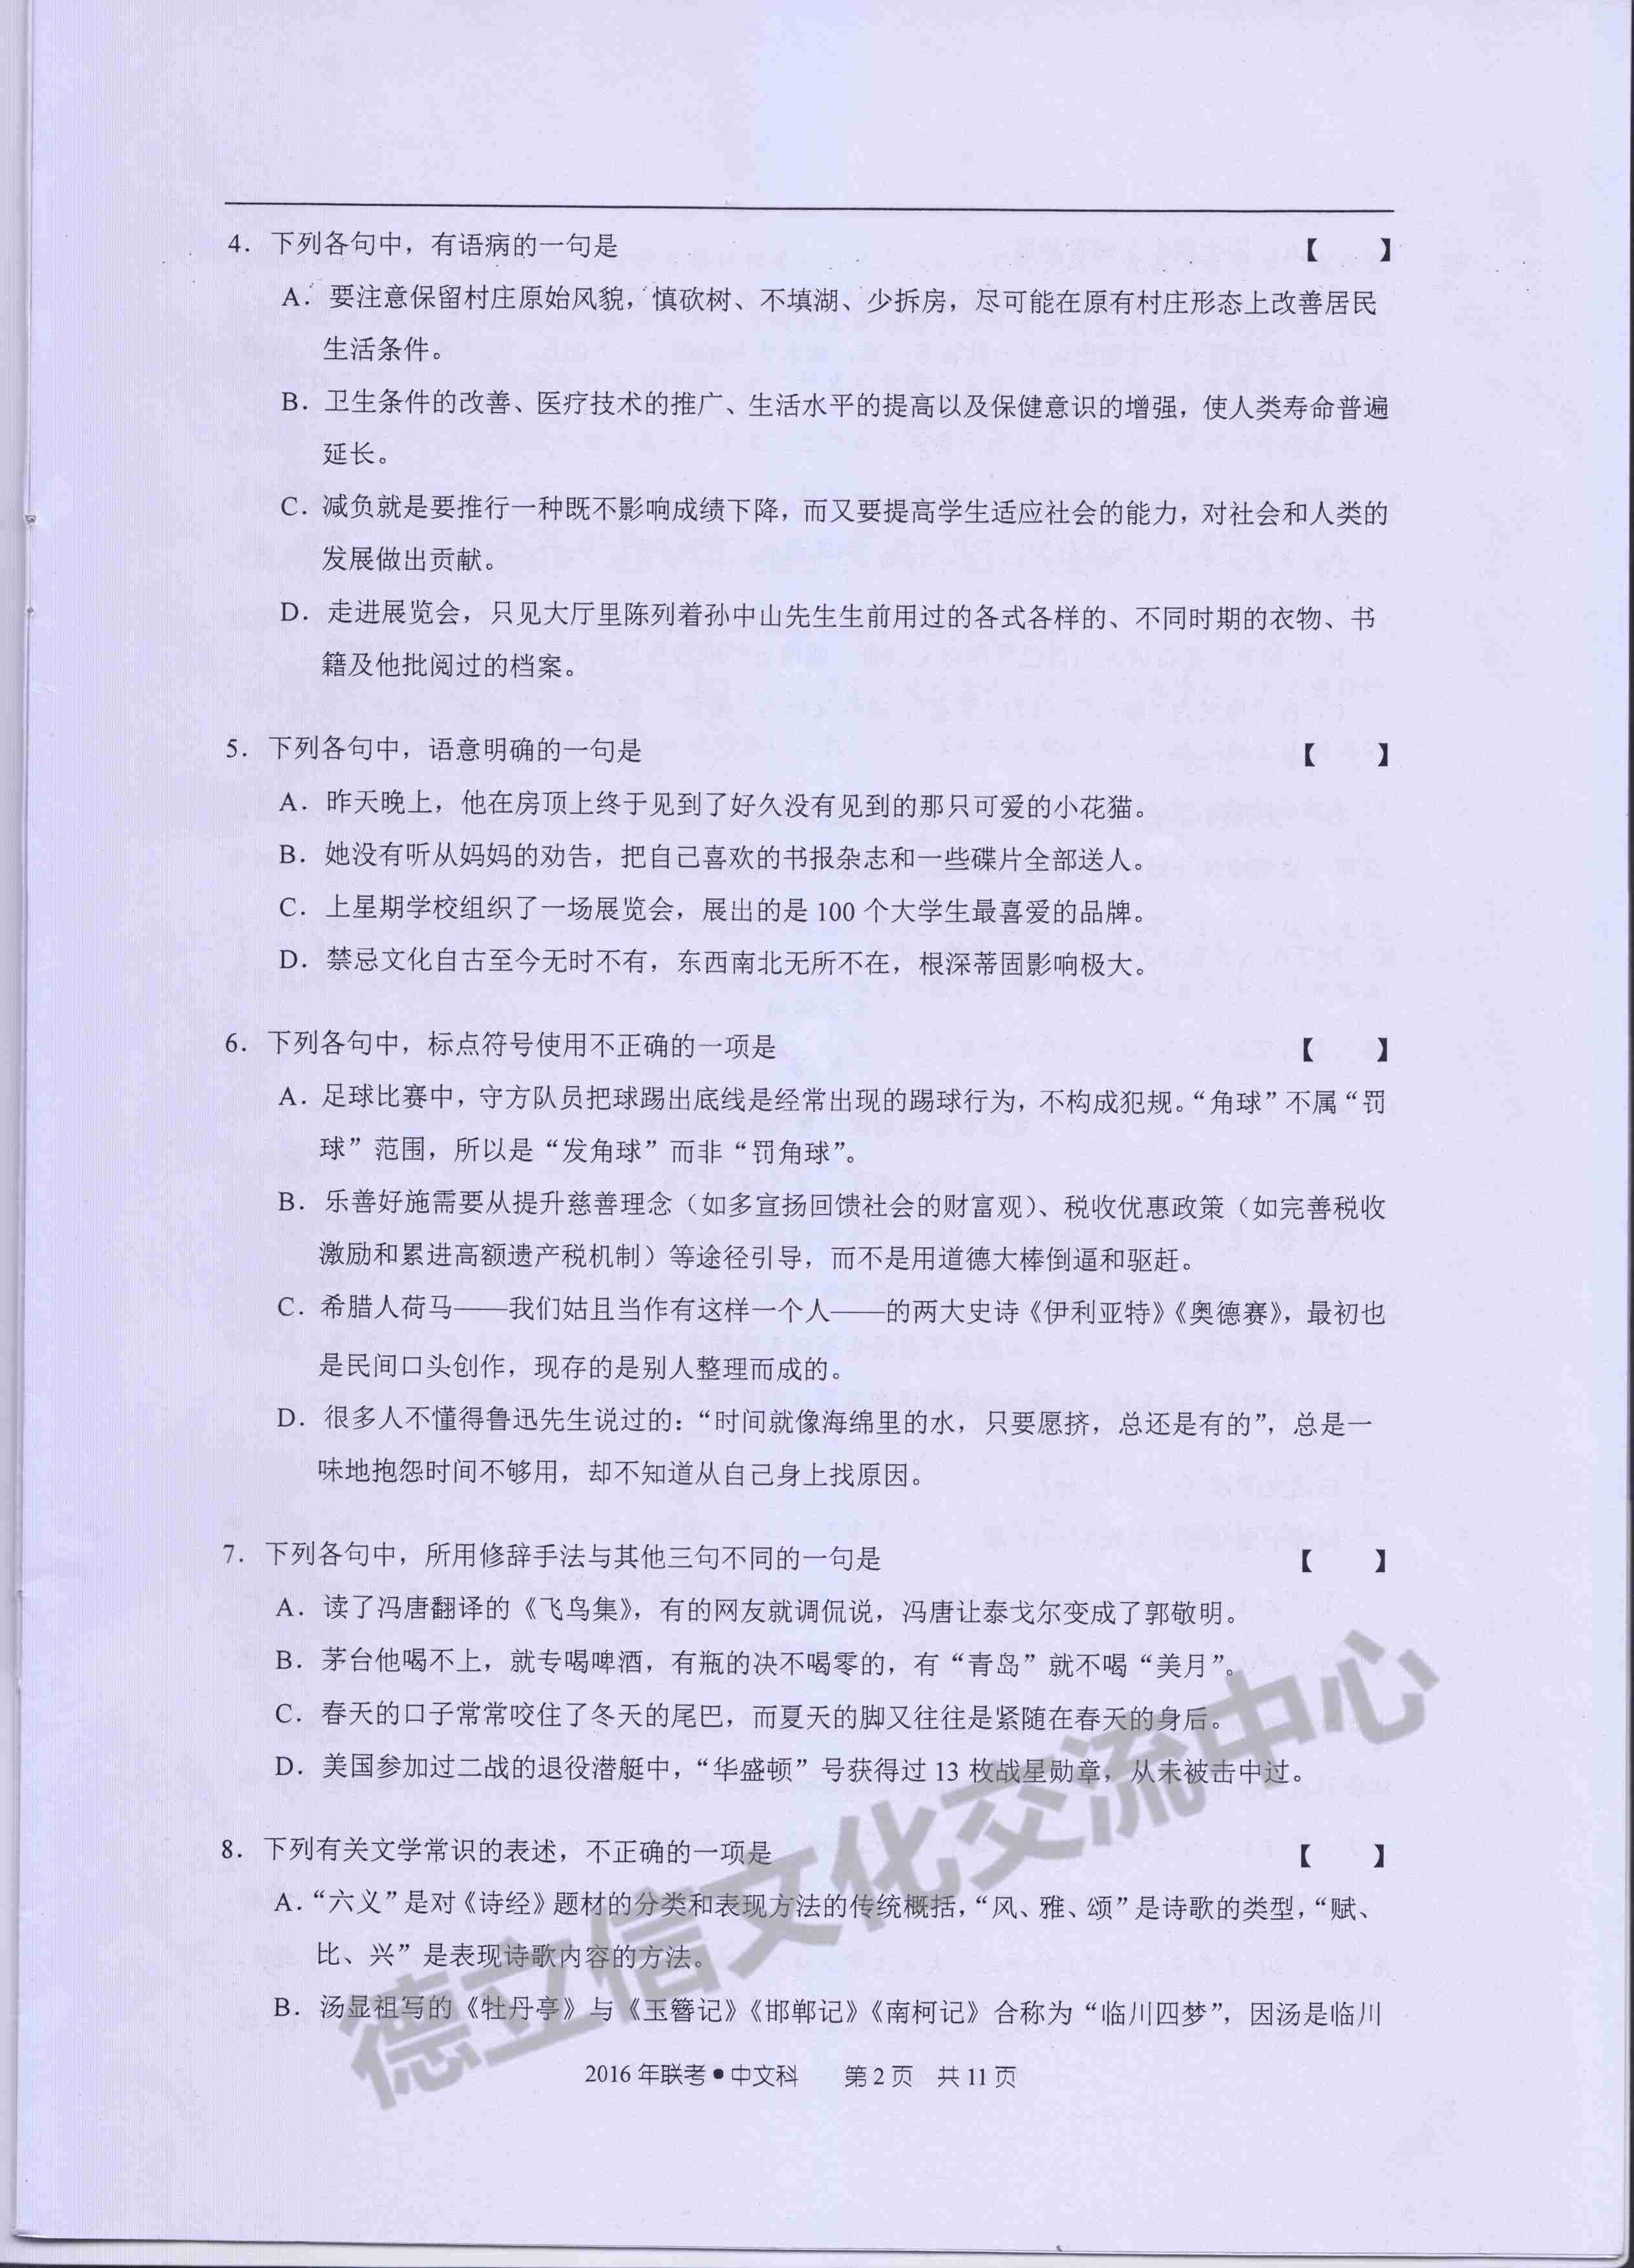 4．下列各句中，有语病的一句是 【 】
A．要注意保留村庄原始风貌，慎砍树、不填湖、少拆房，尽可能在原有村庄形态上改善居民
生活条件。
B．卫生条件的改善、医疗技术的推广、生活水平的提高以及保健意识的增强，使人类寿命普遍
延长。
C．减负就是要推行一种既不影响成绩下降，而又要提高学生适应社会的能力，对社会和人类的
发展做出贡献。
D．走进展览会，只见大厅里陈列着孙中山先生生前用过的各式各样的、不同时期的衣物、书
籍及他批阅过的档案。
5．下列各句中，语意明确的一句是 【 】
A．昨天晚上，他在房顶上终于见到了好久没有见到的那只可爱的小花猫。
B．她没有听从妈妈的劝告，把自己喜欢的书报杂志和一些碟片全部送人。
C．上星期学校组织了一场展览会，展出的是 100 个大学生最喜爱的品牌。
D．禁忌文化自古至今无时不有，东西南北无所不在，根深蒂固影响极大。
6．下列各句中，标点符号使用不正确的一项是 【 】
A．足球比赛中，守方队员把球踢出底线是经常出现的踢球行为，不构成犯规。“角球”不属“罚
球”范围，所以是“发角球”而非“罚角球”。
B．乐善好施需要从提升慈善理念（如多宣扬回馈社会的财富观）、税收优惠政策（如完善税收
激励和累进高额遗产税机制）等途径引导，而不是用道德大棒倒逼和驱赶。
C．希腊人荷马——我们姑且当作有这样一个人——的两大史诗《伊利亚特》《奥德赛》，最初也
是民间口头创作，现存的是别人整理而成的。
D．很多人不懂得鲁迅先生说过的：“时间就像海绵里的水，只要愿挤，总还是有的”，总是一
味地抱怨时间不够用，却不知道从自己身上找原因。
7．下列各句中，所用修辞手法与其他三句不同的一句是 【 】
A．读了冯唐翻译的《飞鸟集》，有的网友就调侃说，冯唐让泰戈尔变成了郭敬明。
B．茅台他喝不上，就专喝啤酒，有瓶的决不喝零的，有“青岛”就不喝“美月”。
C．春天的口子常常咬住了冬天的尾巴，而夏天的脚又往往是紧随在春天的身后。
D．美国参加过二战的退役潜艇中，“华盛顿”号获得过 13 枚战星勋章，从未被击中过。
8．下列有关文学常识的表述，不正确的一项是 【 】
A．“六义”是对《诗经》题材的分类和表现方法的传统概括，“风、雅、颂”是诗歌的类型，“赋、
比、兴”是表现诗歌内容的方法。
B．汤显祖写的《牡丹亭》与《玉簪记》《邯郸记》《南柯记》合称为“临川四梦”，因汤是临川
德立信文化交流中心
2016 年联考●中文科 第 2 页 共 11 页